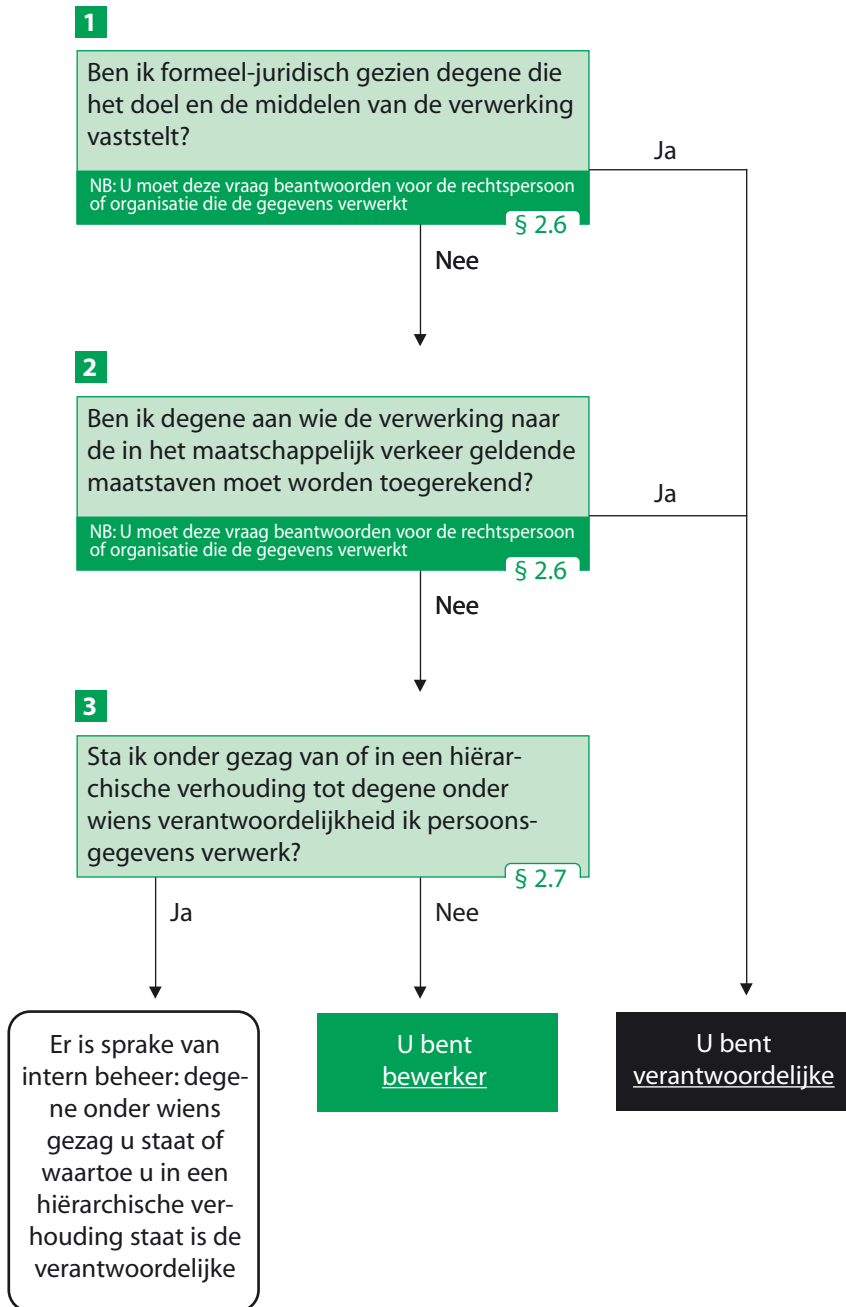 1
Ben ik formeel-juridisch gezien degene die
het doel en de middelen van de verwerking
vaststelt?
Ja
NB: U moet deze vraag beantwoorden voor de rechtspersoon
of organisatie die de gegevens verwerkt
§ 2.6
Nee
2
Ben ik degene aan wie de verwerking naar
de in het maatschappelijk verkeer geldende
maatstaven moet worden toegerekend?
Ja
NB: U moet deze vraag beantwoorden voor de rechtspersoon
of organisatie die de gegevens verwerkt
§ 2.6
Nee
3
Sta ik onder gezag van of in een hiërar-
chische verhouding tot degene onder
wiens verantwoordelijkheid ik persoons-
gegevens verwerk?
§ 2.7
Ja
Nee
Er is sprake van
intern beheer: dege-
ne onder wiens
gezag u staat of
waartoe u in een
hiërarchische ver-
houding staat is de
verantwoordelijke
U bent
bewerker
U bent
verantwoordelijke